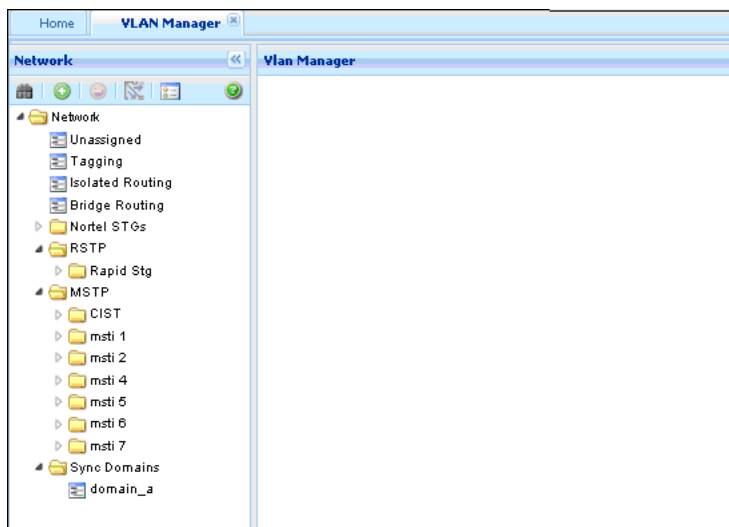 Home
VLAN Manager
Network
Vlan Manager
Network
Unassigned
Tagging
Isolated Routing
Bridge Routing
Nortel STGs
RSTP
Rapid Stg
MSTP
CIST
msti 1
msti 2
msti 4
msti 5
msti 6
msti 7
Sync Domains
domain_a